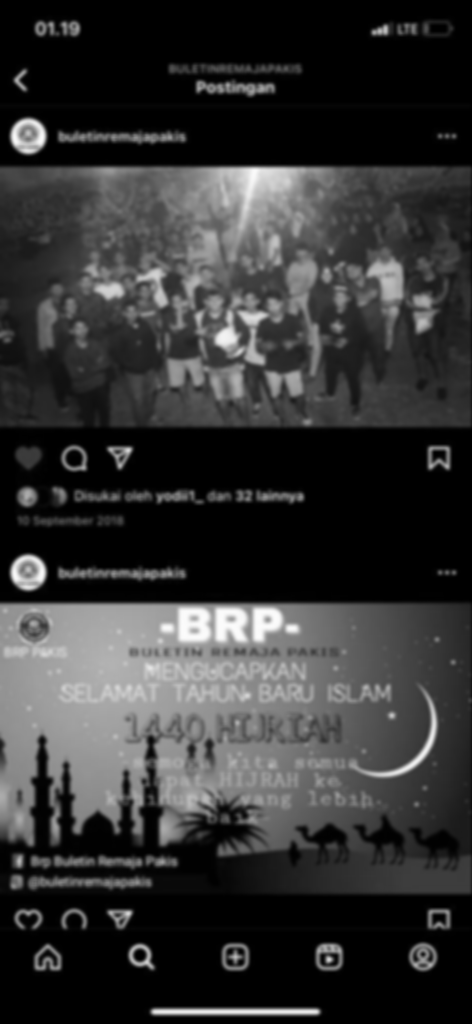 01.19
LTE
BULETINREMAJAPAKIS
Postingan
buletinremajapakis
Disukai oleh yodii1_ dan 32 lainnya
10 September 2018
buletinremajapakis
-BRP-
BRP PAKIS
BULETIN REMAJA PAKIS
MENGUCAPKAN
SELAMAT TAHUN BARU ISLAM
1440 HIJRIAH
semoga kita semua
dapat HIJRAH ke
kehidupan yang lebih
baik
Brp Buletin Remaja Pakis
@buletinremajapakis